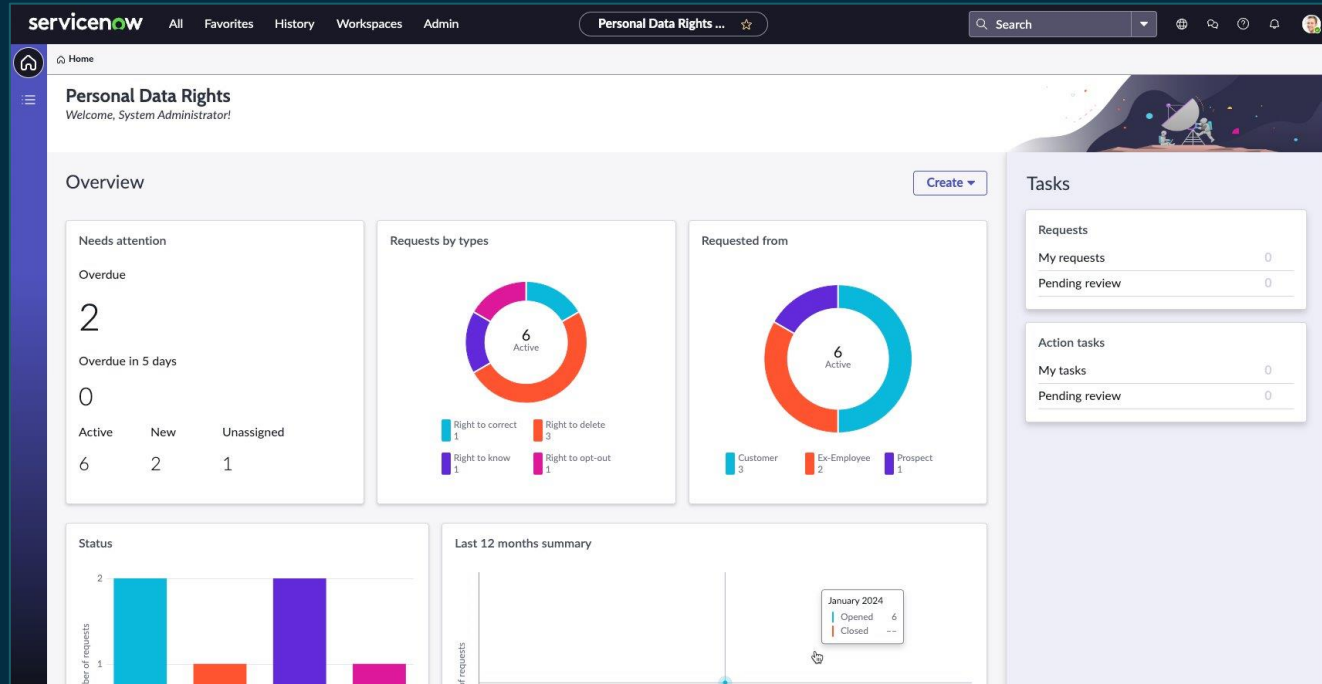 servicenow All Favorites History Workspaces Admin Personal Data Rights ... Search
Home
Personal Data Rights
Welcome, System Administrator!
Overview
Create
Needs attention
Overdue
2
Overdue in 5 days
0
Active New Unassigned
6 2 1
Requests by types
6
Active
Right to correct
1
Right to delete
3
Right to know
1
Right to opt-out
1
Requested from
6
Active
Customer
3
Ex-Employee
2
Prospect
1
Status
2
1
of requests
Last 12 months summary
of requests
January 2024
Opened 6
Closed --
Tasks
Requests
My requests 0
Pending review 0
Action tasks
My tasks 0
Pending review 0